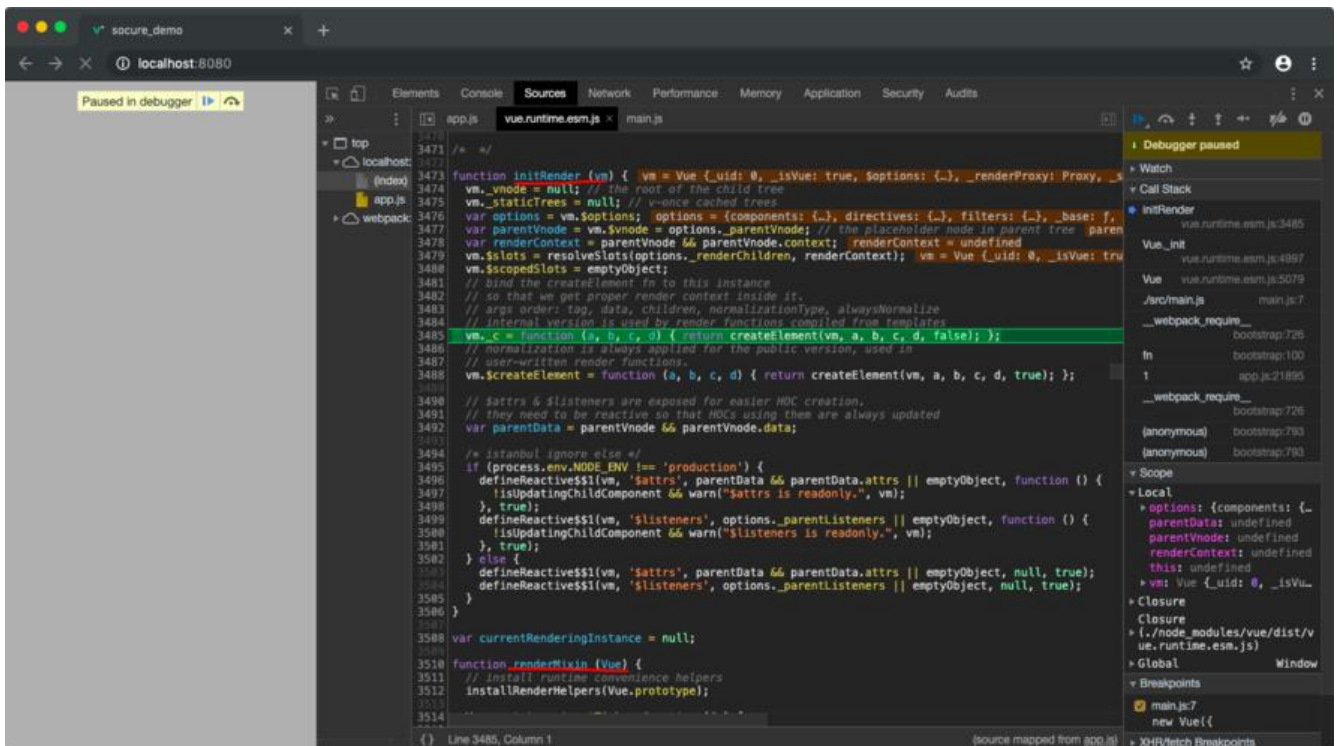 socure_demo
localhost:8080
Paused in debugger
Elements Console Sources Network Performance Memory Application Security Audits
app.js vue.runtime.esm.js × main.js
top
localhost:
(index)
app.js
webpack:
3471 /*  */
3472
3473 function initRender (vm) { vm = Vue {_uid: 0, _isVue: true, $options: {…}, _renderProxy: Proxy, _s
3474 vm._vnode = null; // the root of the child tree
3475 vm._staticTrees = null; // v-once cached trees
3476 var options = vm.$options; options = {components: {…}, directives: {…}, filters: {…}, _base: ƒ,
3477 var parentVnode = vm.$vnode = options._parentVnode; // the placeholder node in parent tree paren
3478 var renderContext = parentVnode && parentVnode.context; renderContext = undefined
3479 vm.$slots = resolveSlots(options._renderChildren, renderContext); vm = Vue {_uid: 0, _isVue: tru
3480 vm.$scopedSlots = emptyObject;
3481 // bind the createElement fn to this instance
3482 // so that we get proper render context inside it.
3483 // args order: tag, data, children, normalizationType, alwaysNormalize
3484 // internal version is used by render functions compiled from templates
3485 vm._c = function (a, b, c, d) { return createElement(vm, a, b, c, d, false); };
3486 // normalization is always applied for the public version, used in
3487 // user-written render functions.
3488 vm.$createElement = function (a, b, c, d) { return createElement(vm, a, b, c, d, true); };
3489
3490 // $attrs & $listeners are exposed for easier HOC creation.
3491 // they need to be reactive so that HOCs using them are always updated
3492 var parentData = parentVnode && parentVnode.data;
3493
3494 /* istanbul ignore else */
3495 if (process.env.NODE_ENV !== 'production') {
3496 defineReactive$$1(vm, '$attrs', parentData && parentData.attrs || emptyObject, function () {
3497 !isUpdatingChildComponent && warn("$attrs is readonly.", vm);
3498 }, true);
3499 defineReactive$$1(vm, '$listeners', options._parentListeners || emptyObject, function () {
3500 !isUpdatingChildComponent && warn("$listeners is readonly.", vm);
3501 }, true);
3502 } else {
3503 defineReactive$$1(vm, '$attrs', parentData && parentData.attrs || emptyObject, null, true);
3504 defineReactive$$1(vm, '$listeners', options._parentListeners || emptyObject, null, true);
3505 }
3506 }
3507
3508 var currentRenderingInstance = null;
3509
3510 function renderMixin (Vue) {
3511 // install runtime convenience helpers
3512 installRenderHelpers(Vue.prototype);
3513
3514
{} Line 3485, Column 1 (source mapped from app.js)
Debugger paused
Watch
Call Stack
initRender
vue.runtime.esm.js:3485
Vue._init
vue.runtime.esm.js:4997
Vue vue.runtime.esm.js:5079
./src/main.js main.js:7
__webpack_require__
bootstrap:726
fn bootstrap:100
1 app.js:21895
__webpack_require__
bootstrap:726
(anonymous) bootstrap:793
(anonymous) bootstrap:793
Scope
Local
options: {components: {…
parentData: undefined
parentVnode: undefined
renderContext: undefined
this: undefined
vm: Vue {_uid: 0, _isVu…
Closure
Closure
(./node_modules/vue/dist/v
ue.runtime.esm.js)
Global Window
Breakpoints
main.js:7
new Vue({
XHR/fetch Breakpoints